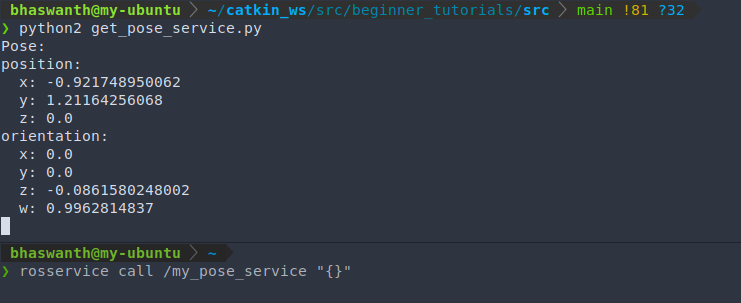 bhaswanth@my-ubuntu ~/catkin_ws/src/beginner_tutorials/src main !81 ?32
❯ python2 get_pose_service.py
Pose:
position:
  x: -0.921748950062
  y: 1.21164256068
  z: 0.0
orientation:
  x: 0.0
  y: 0.0
  z: -0.0861580248002
  w: 0.9962814837
bhaswanth@my-ubuntu ~
❯ rosservice call /my_pose_service "{}"